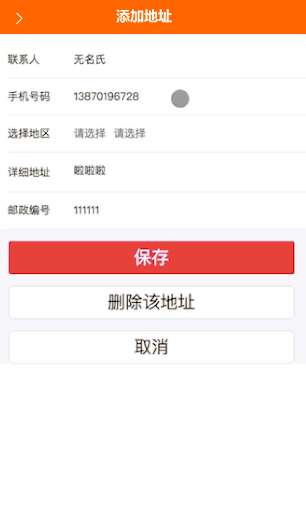 添加地址
联系人 无名氏
手机号码 13870196728
选择地区 请选择 请选择
详细地址 啦啦啦
邮政编号 111111
保存
删除该地址
取消